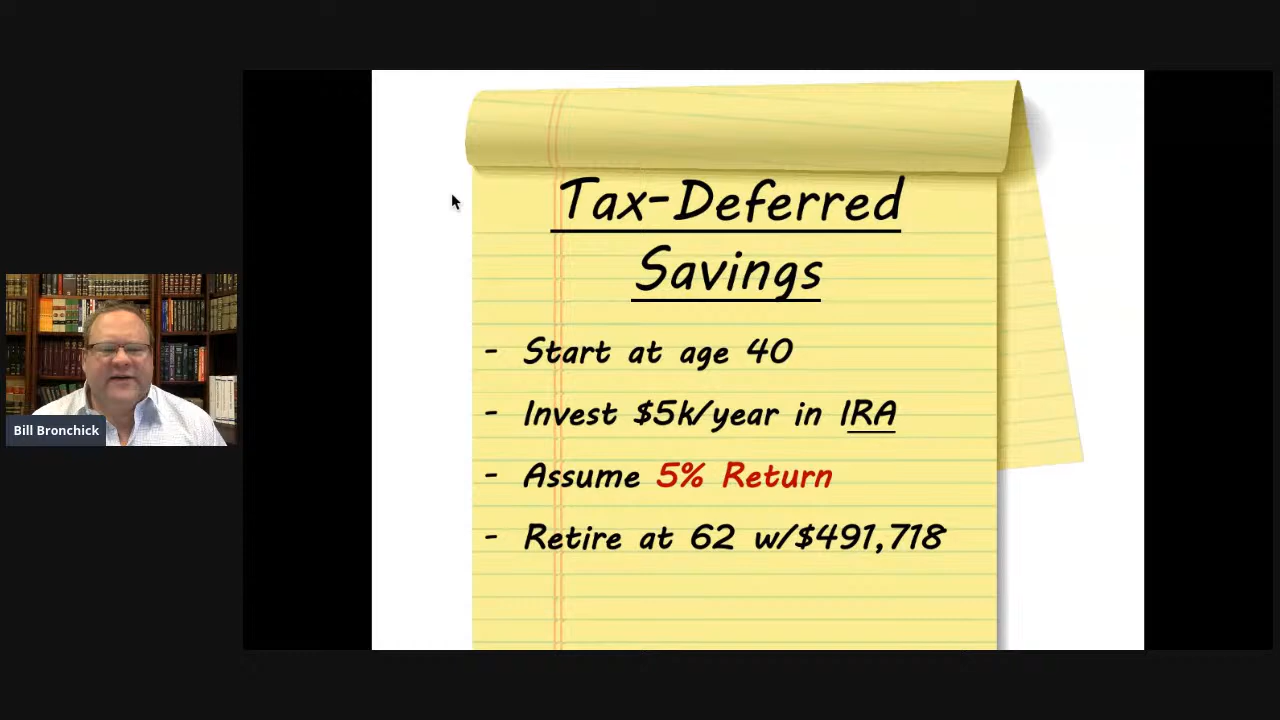 Tax-Deferred
Savings
- Start at age 40
- Invest $5k/year in IRA
- Assume 5% Return
- Retire at 62 w/$491,718
Bill Bronchick